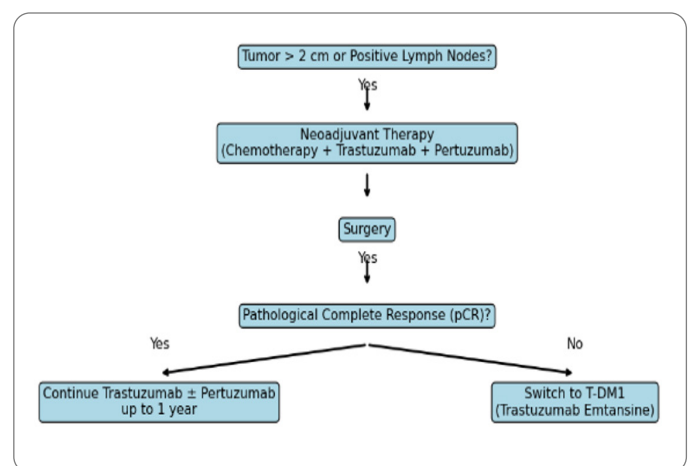 Tumor > 2 cm or Positive Lymph Nodes?
Yes
Neoadjuvant Therapy
(Chemotherapy + Trastuzumab + Pertuzumab)
Surgery
Yes
Pathological Complete Response (pCR)?
Yes
No
Continue Trastuzumab ± Pertuzumab
up to 1 year
Switch to T-DM1
(Trastuzumab Emtansine)